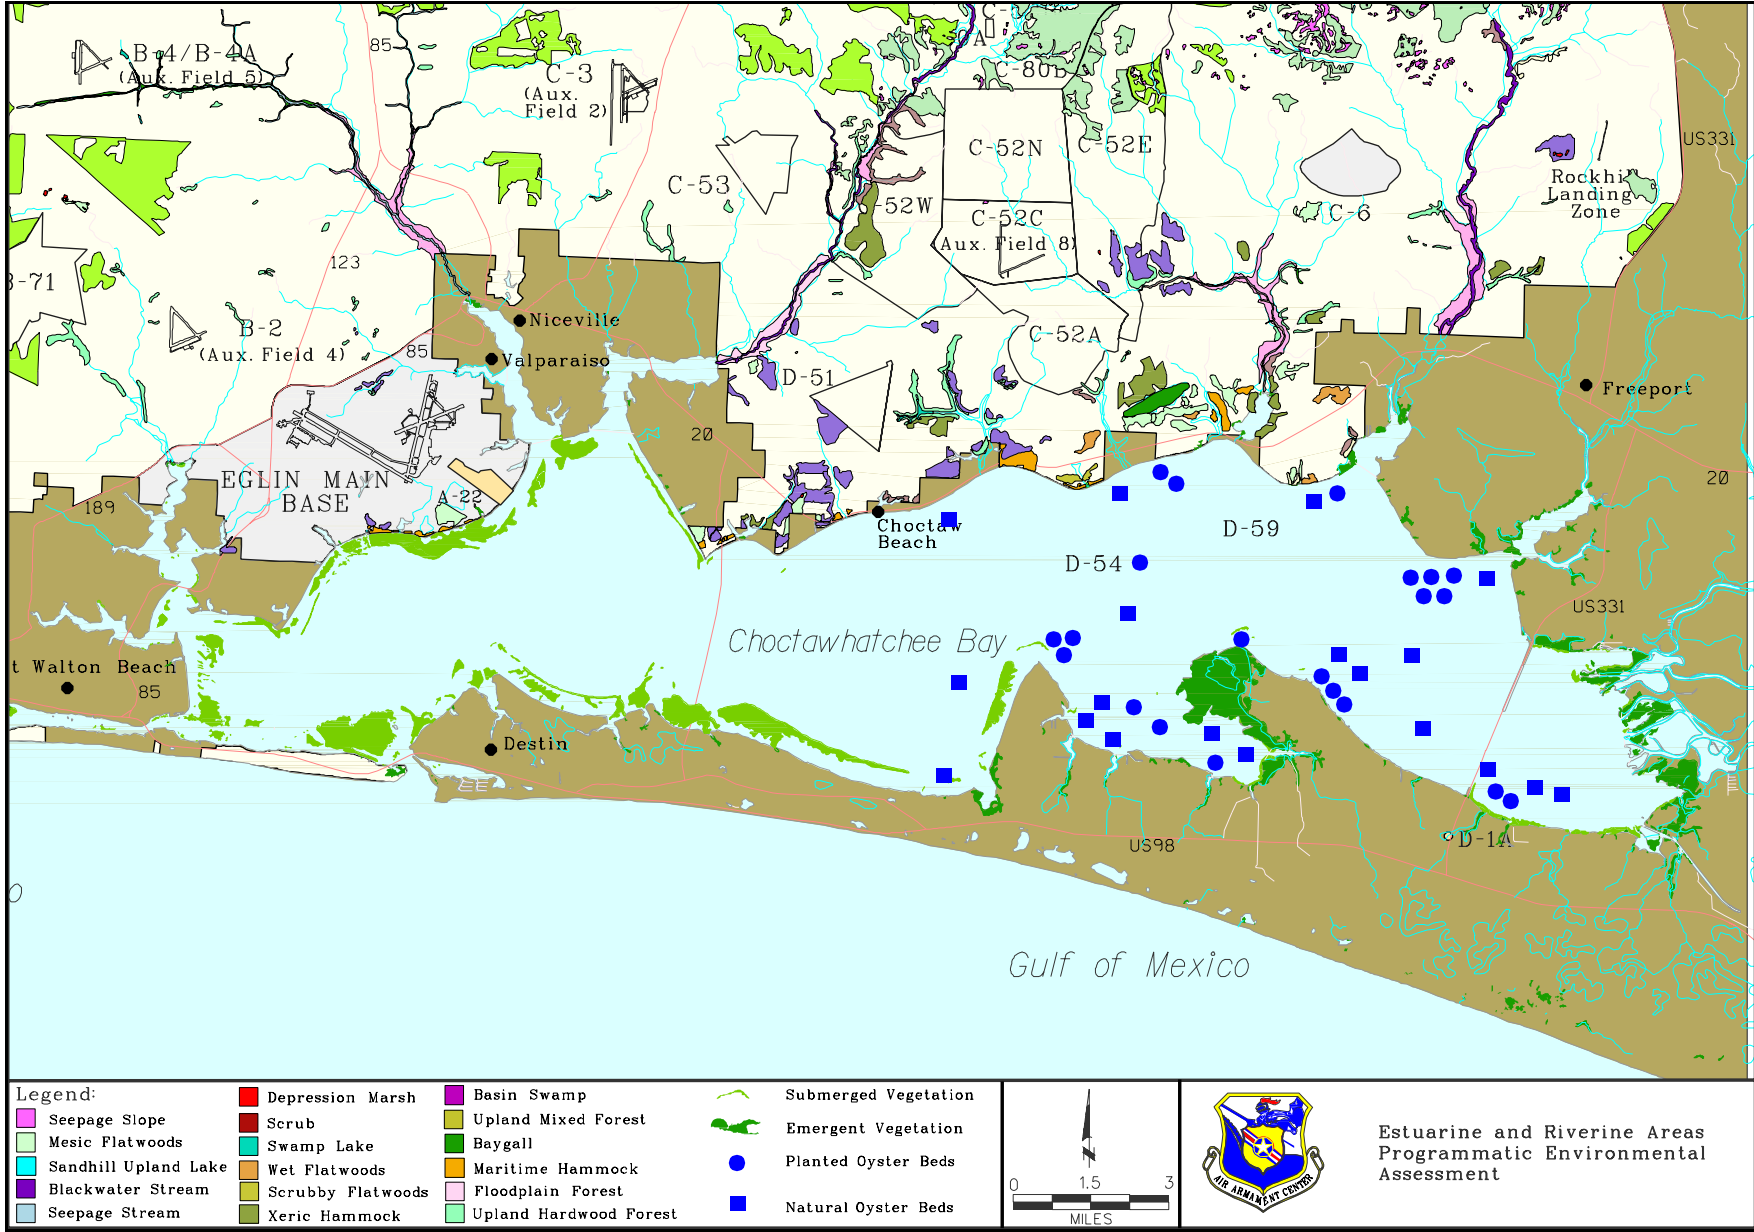 B-4/B-4A
(Aux. Field 5)
85
C-3
(Aux.
Field 2)
C-80B
C-52N
C-52E
US331
C-53
Rockhill
Landing
Zone
C-52C
(Aux. Field 8)
-52W
C-6
123
B-71
B-2
(Aux. Field 4)
85
Niceville
Valparaiso
C-52A
D-51
Freeport
20
20
EGLIN MAIN
BASE
A-22
189
Choctaw
Beach
D-59
D-54
US331
Choctawhatchee Bay
t Walton Beach
85
Destin
US98
D-1A
Gulf of Mexico
Legend:
Seepage Slope
Mesic Flatwoods
Sandhill Upland Lake
Blackwater Stream
Seepage Stream
Depression Marsh
Scrub
Swamp Lake
Wet Flatwoods
Scrubby Flatwoods
Xeric Hammock
Basin Swamp
Upland Mixed Forest
Baygall
Maritime Hammock
Floodplain Forest
Upland Hardwood Forest
Submerged Vegetation
Emergent Vegetation
Planted Oyster Beds
Natural Oyster Beds
N
0 1.5 3
MILES
AIR ARMAMENT CENTER
Estuarine and Riverine Areas
Programmatic Environmental
Assessment